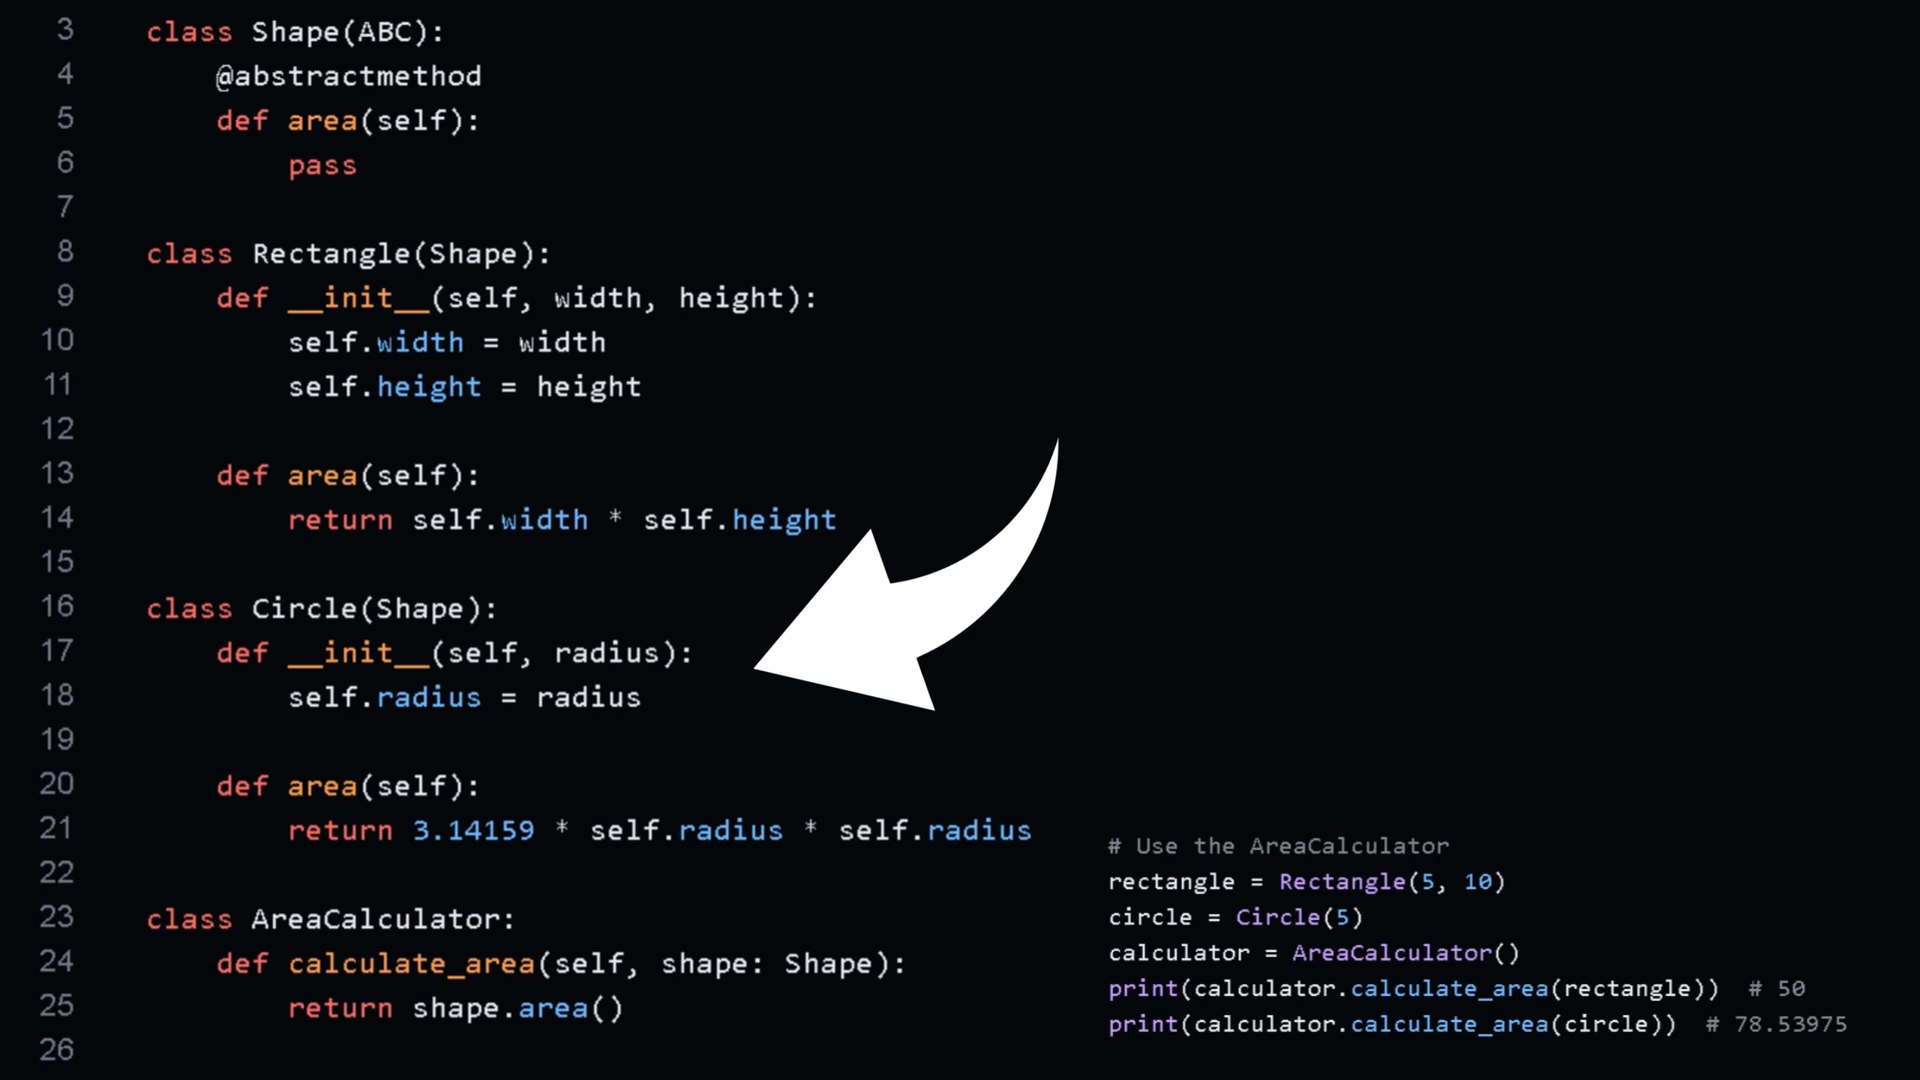 3 class Shape(ABC):
4 @abstractmethod
5 def area(self):
6 pass
7
8 class Rectangle(Shape):
9 def __init__(self, width, height):
10 self.width = width
11 self.height = height
12
13 def area(self):
14 return self.width * self.height
15
16 class Circle(Shape):
17 def __init__(self, radius):
18 self.radius = radius
19
20 def area(self):
21 return 3.14159 * self.radius * self.radius
22
23 class AreaCalculator:
24 def calculate_area(self, shape: Shape):
25 return shape.area()
26
# Use the AreaCalculator
rectangle = Rectangle(5, 10)
circle = Circle(5)
calculator = AreaCalculator()
print(calculator.calculate_area(rectangle)) # 50
print(calculator.calculate_area(circle)) # 78.53975